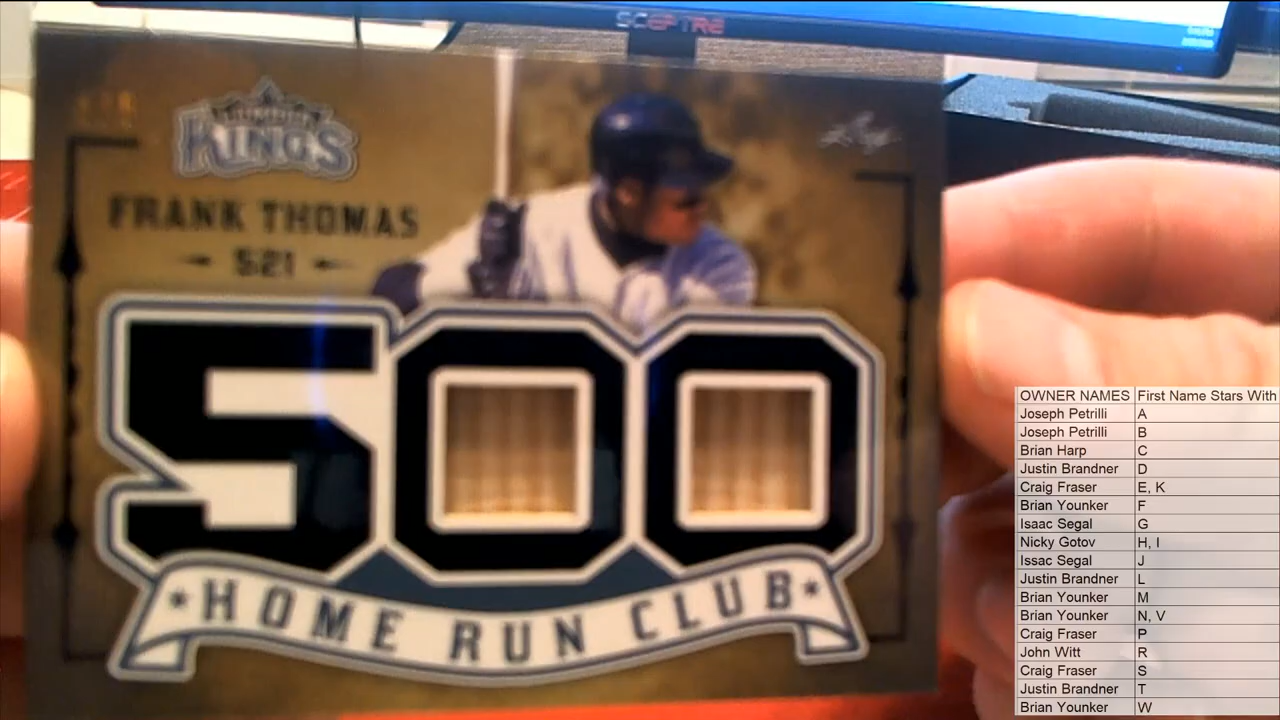 SCEPTRE
LUMBER
KINGS
Leaf
FRANK THOMAS
521
500
HOME RUN CLUB
OWNER NAMES First Name Stars With
Joseph Petrilli A
Joseph Petrilli B
Brian Harp C
Justin Brandner D
Craig Fraser E, K
Brian Younker F
Isaac Segal G
Nicky Gotov H, I
Issac Segal J
Justin Brandner L
Brian Younker M
Brian Younker N, V
Craig Fraser P
John Witt R
Craig Fraser S
Justin Brandner T
Brian Younker W